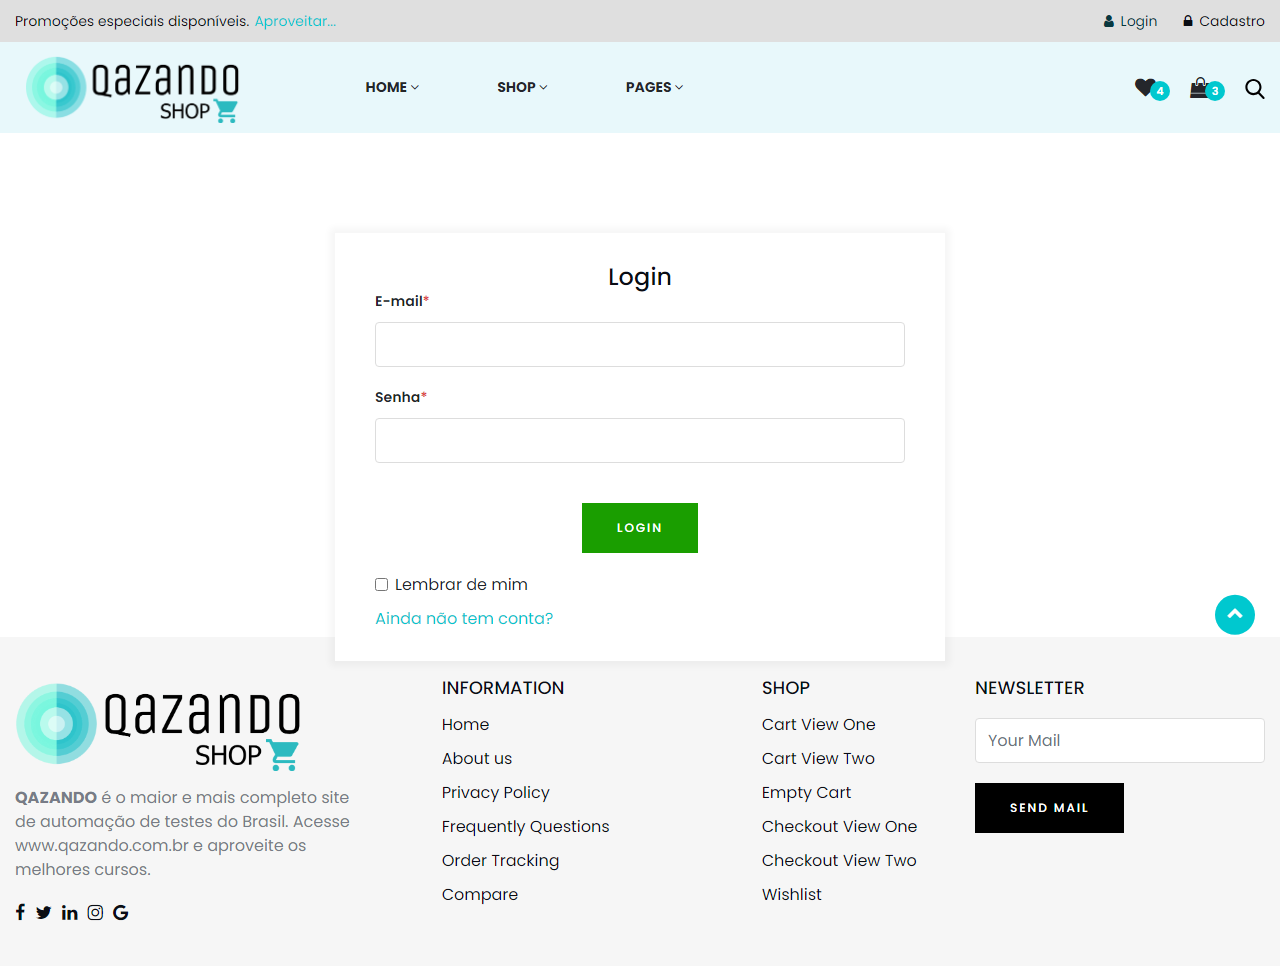 Promoções especiais disponíveis. Aproveitar...
Login
Cadastro
QAZANDO
SHOP
HOME
SHOP
PAGES
4
3
Login
E-mail*
Senha*
LOGIN
Lembrar de mim
Ainda não tem conta?
QAZANDO
SHOP
QAZANDO é o maior e mais completo site
de automação de testes do Brasil. Acesse
www.qazando.com.br e aproveite os
melhores cursos.
INFORMATION
Home
About us
Privacy Policy
Frequently Questions
Order Tracking
Compare
SHOP
Cart View One
Cart View Two
Empty Cart
Checkout View One
Checkout View Two
Wishlist
NEWSLETTER
Your Mail
SEND MAIL